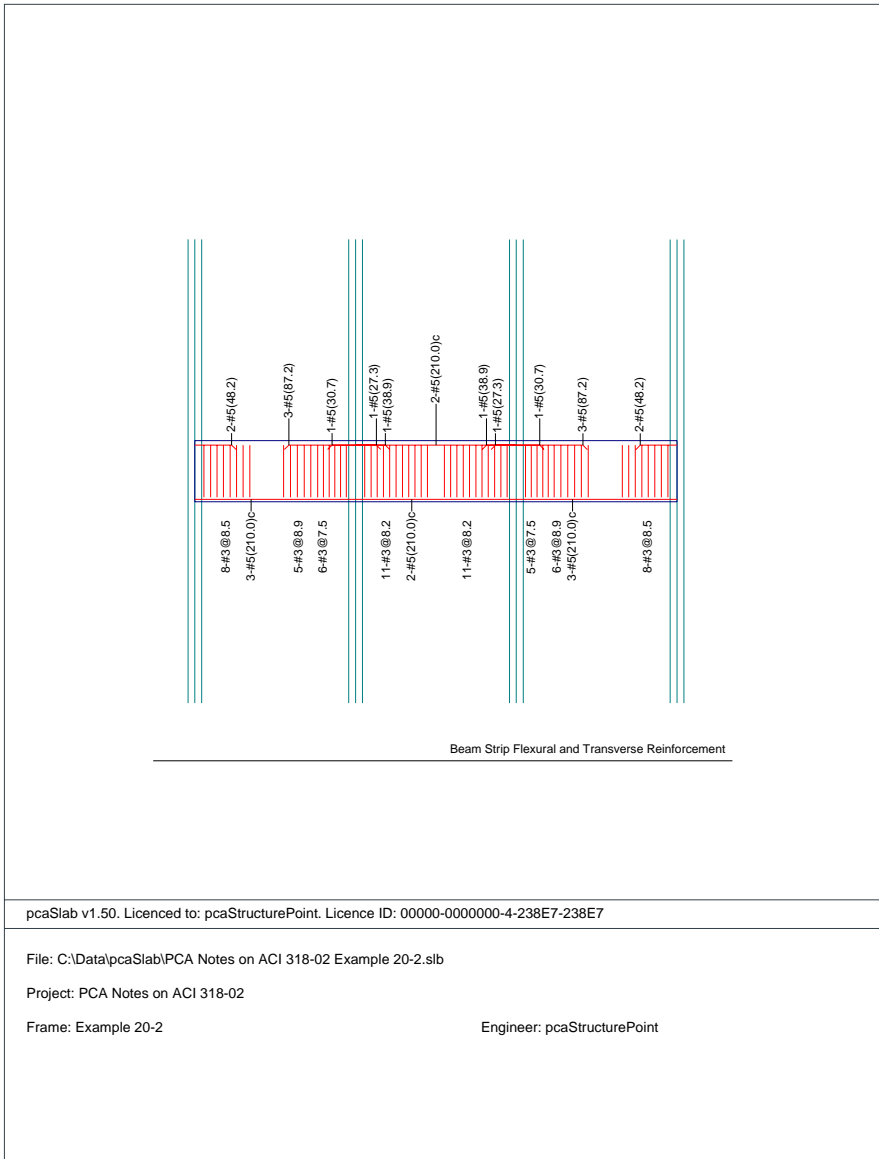 2-#5(48.2)
3-#5(87.2)
1-#5(30.7)
1-#5(27.3)
1-#5(38.9)
2-#5(210.0)c
1-#5(38.9)
1-#5(27.3)
1-#5(30.7)
3-#5(87.2)
2-#5(48.2)
8-#3@8.5
3-#5(210.0)c
5-#3@8.9
6-#3@7.5
11-#3@8.2
2-#5(210.0)c
11-#3@8.2
5-#3@7.5
6-#3@8.9
3-#5(210.0)c
8-#3@8.5
Beam Strip Flexural and Transverse Reinforcement
pcaSlab v1.50. Licenced to: pcaStructurePoint. Licence ID: 00000-0000000-4-238E7-238E7
File: C:\Data\pcaSlab\PCA Notes on ACI 318-02 Example 20-2.slb
Project: PCA Notes on ACI 318-02
Frame: Example 20-2
Engineer: pcaStructurePoint